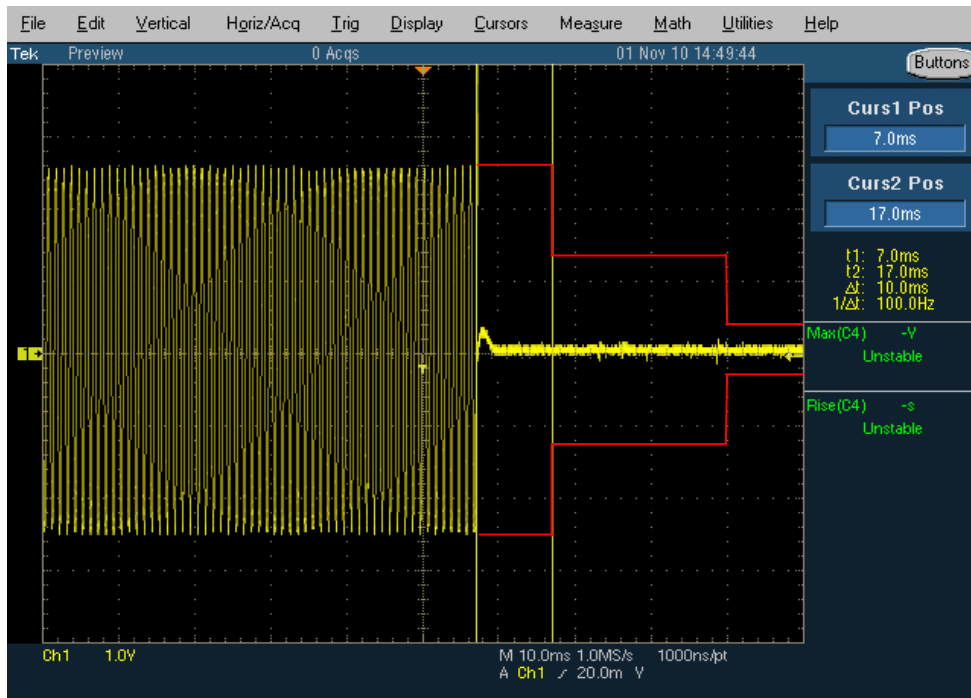 File Edit Vertical Horiz/Acq Trig Display Cursors Measure Math Utilities Help
Tek Preview 0 Acqs 01 Nov 10 14:49:44
Buttons
Curs1 Pos
7.0ms
Curs2 Pos
17.0ms
t1: 7.0ms
t2: 17.0ms
Δt: 10.0ms
1/Δt: 100.0Hz
Max(C4) -V
Unstable
Rise(C4) -s
Unstable
1
T
Ch1 1.0V M 10.0ms 1.0MS/s 1000ns/pt
A Ch1 ⁄ 20.0m V